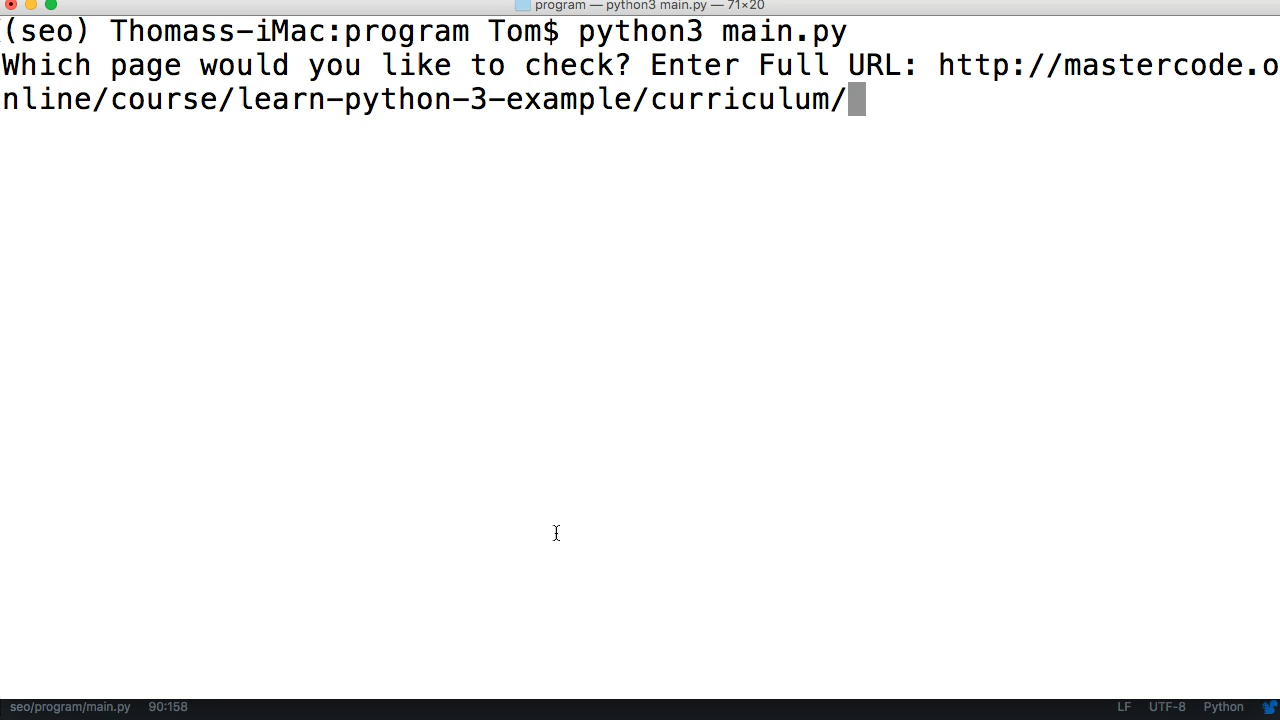 program — python3 main.py — 71×20
(seo) Thomass-iMac:program Tom$ python3 main.py
Which page would you like to check? Enter Full URL: http://mastercode.o
nline/course/learn-python-3-example/curriculum/
seo/program/main.py 90:158 LF UTF-8 Python